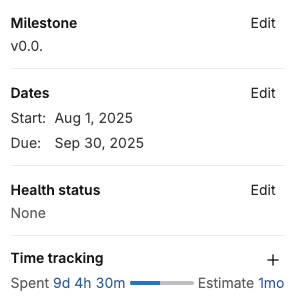 Milestone Edit
v0.0.
Dates Edit
Start: Aug 1, 2025
Due: Sep 30, 2025
Health status Edit
None
Time tracking +
Spent 9d 4h 30m Estimate 1mo